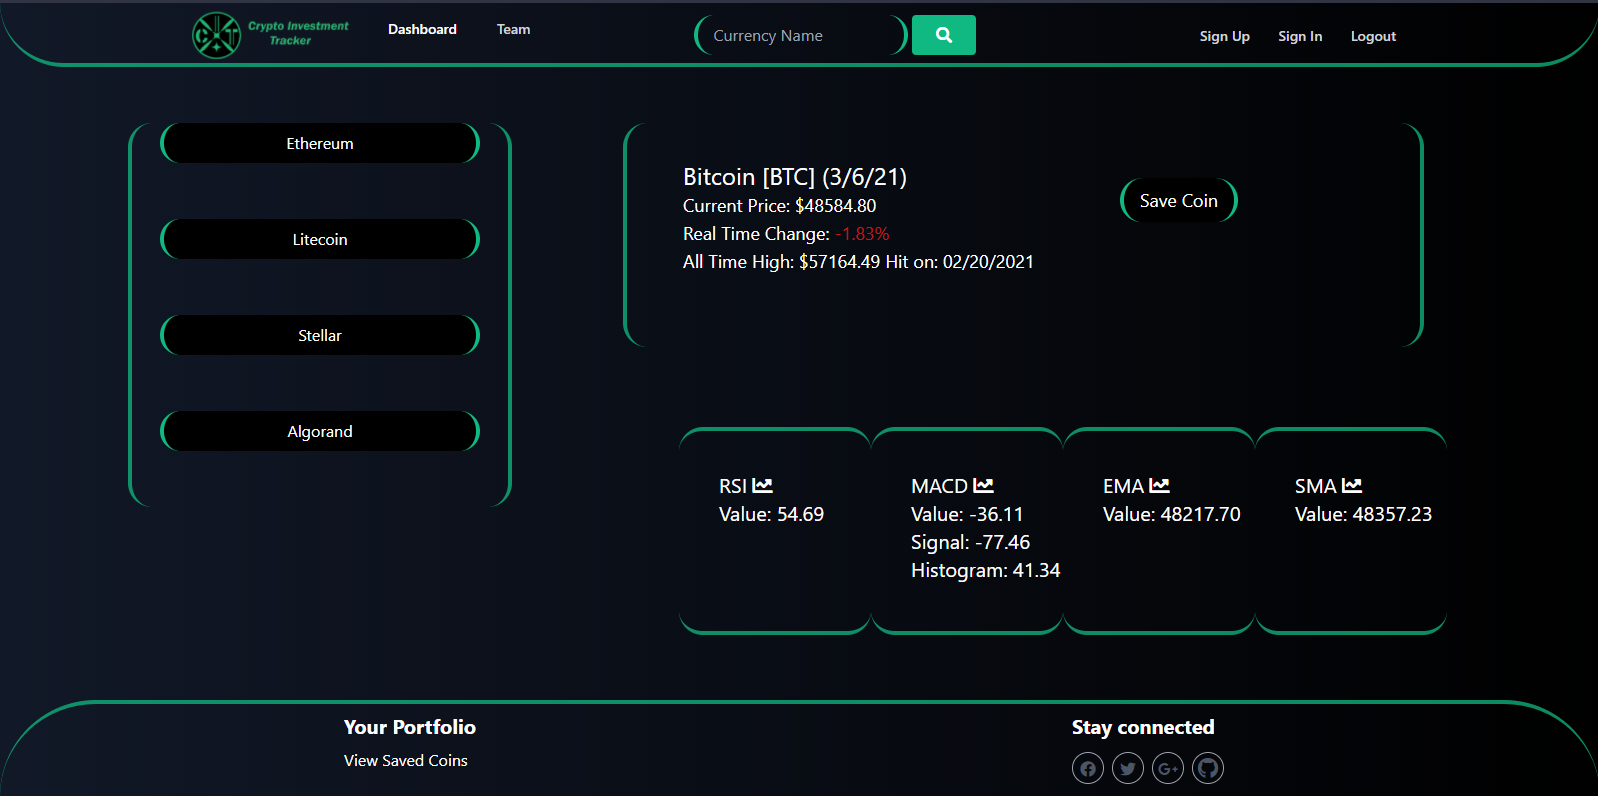 Crypto Investment
Tracker
Dashboard
Team
Currency Name
Sign Up
Sign In
Logout
Ethereum
Litecoin
Stellar
Algorand
Bitcoin [BTC] (3/6/21)
Current Price: $48584.80
Real Time Change: -1.83%
All Time High: $57164.49 Hit on: 02/20/2021
Save Coin
RSI
Value: 54.69
MACD
Value: -36.11
Signal: -77.46
Histogram: 41.34
EMA
Value: 48217.70
SMA
Value: 48357.23
Your Portfolio
View Saved Coins
Stay connected
G+